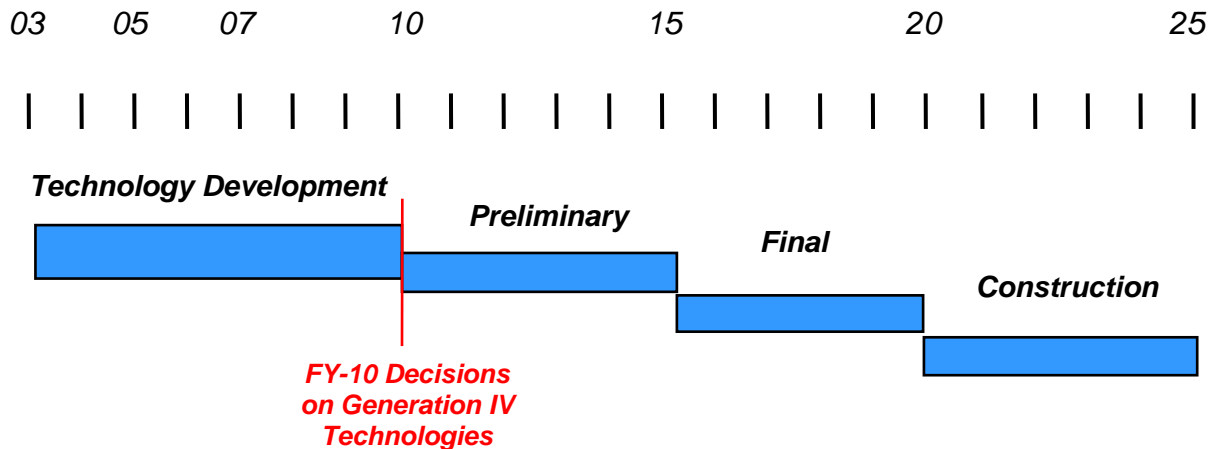 03 05 07 10 15 20 25
Technology Development
Preliminary
Final
Construction
FY-10 Decisions
on Generation IV
Technologies